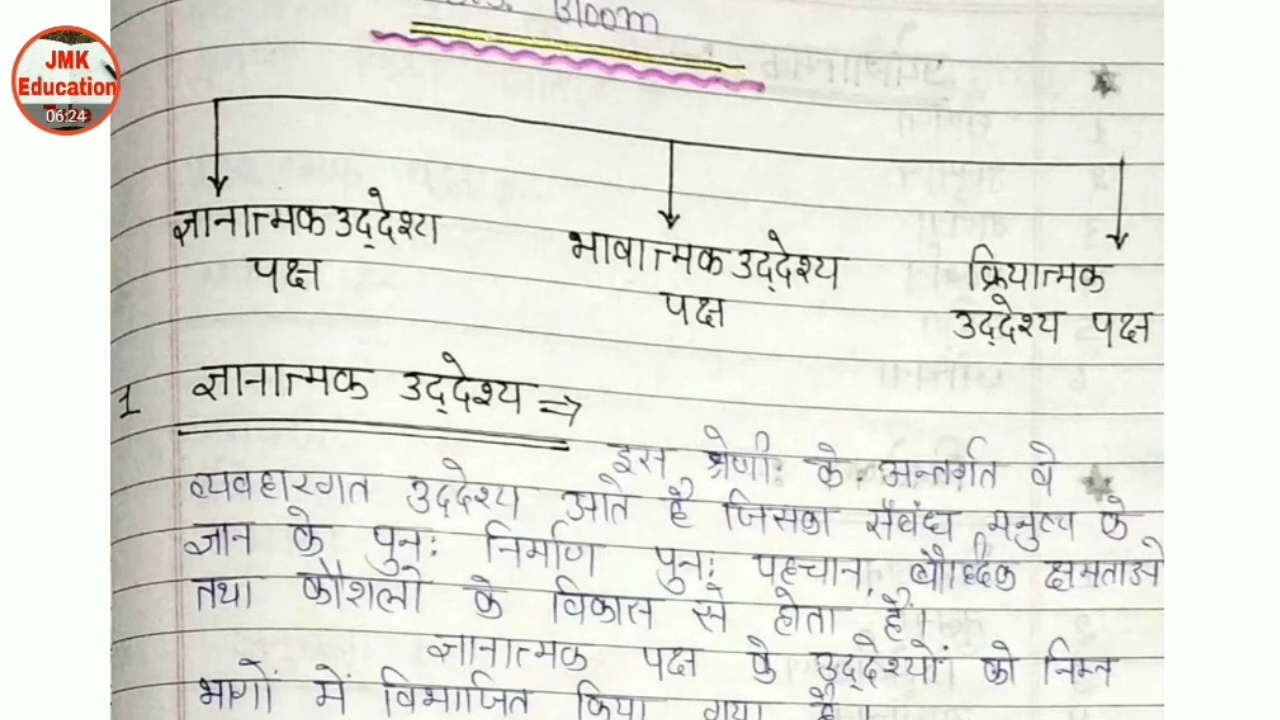 JMK
Education
06:24
Bloom
ज्ञानात्मक उद्देश्य
पक्ष
भावात्मक उद्देश्य
पक्ष
क्रियात्मक
उद्देश्य पक्ष
1 ज्ञानात्मक उद्देश्य ⇒
इस श्रेणी के अन्तर्गत वे
व्यवहारगत उद्देश्य आते है जिसका संबंध मनुष्य के
ज्ञान के पुनः निर्माण पुनः पहचान, बौध्दिक क्षमताओ
तथा कौशलो के विकास से होता है।
ज्ञानात्मक पक्ष के उद्देश्यों को निम्न
भागों में विभाजित किया गया है।